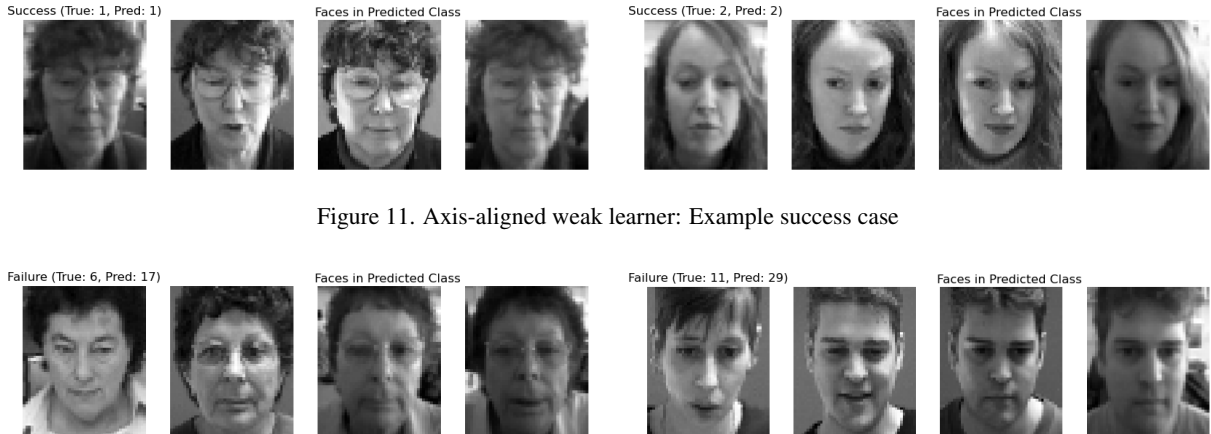 Success (True: 1, Pred: 1)
Faces in Predicted Class
Success (True: 2, Pred: 2)
Faces in Predicted Class
Figure 11. Axis-aligned weak learner: Example success case
Failure (True: 6, Pred: 17)
Faces in Predicted Class
Failure (True: 11, Pred: 29)
Faces in Predicted Class